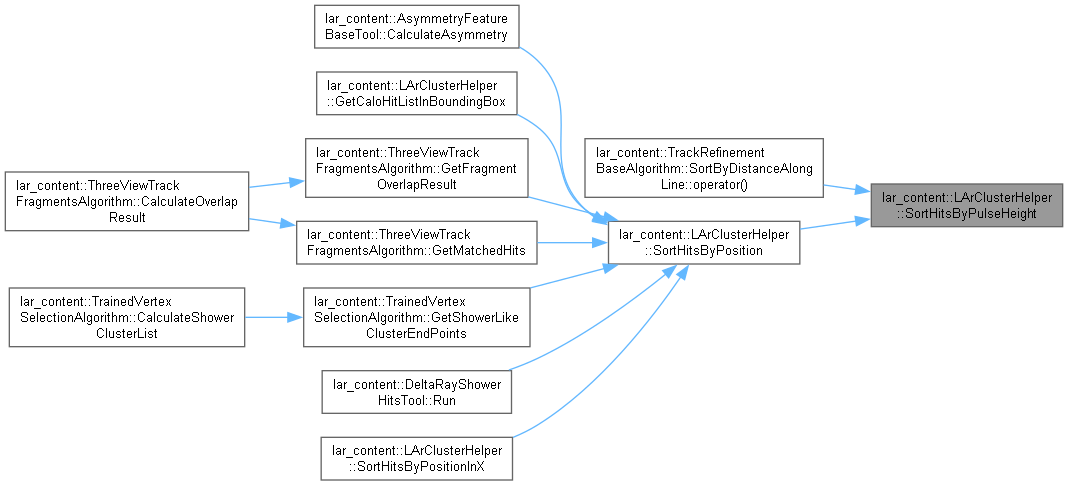 lar_content::AsymmetryFeature
BaseTool::CalculateAsymmetry
lar_content::LArClusterHelper
::GetCaloHitListInBoundingBox
lar_content::ThreeViewTrack
FragmentsAlgorithm::GetFragment
OverlapResult
lar_content::TrackRefinement
BaseAlgorithm::SortByDistanceAlong
Line::operator()
lar_content::ThreeViewTrack
FragmentsAlgorithm::CalculateOverlap
Result
lar_content::LArClusterHelper
::SortHitsByPulseHeight
lar_content::ThreeViewTrack
FragmentsAlgorithm::GetMatchedHits
lar_content::LArClusterHelper
::SortHitsByPosition
lar_content::TrainedVertex
SelectionAlgorithm::CalculateShower
ClusterList
lar_content::TrainedVertex
SelectionAlgorithm::GetShowerLike
ClusterEndPoints
lar_content::DeltaRayShower
HitsTool::Run
lar_content::LArClusterHelper
::SortHitsByPositionInX